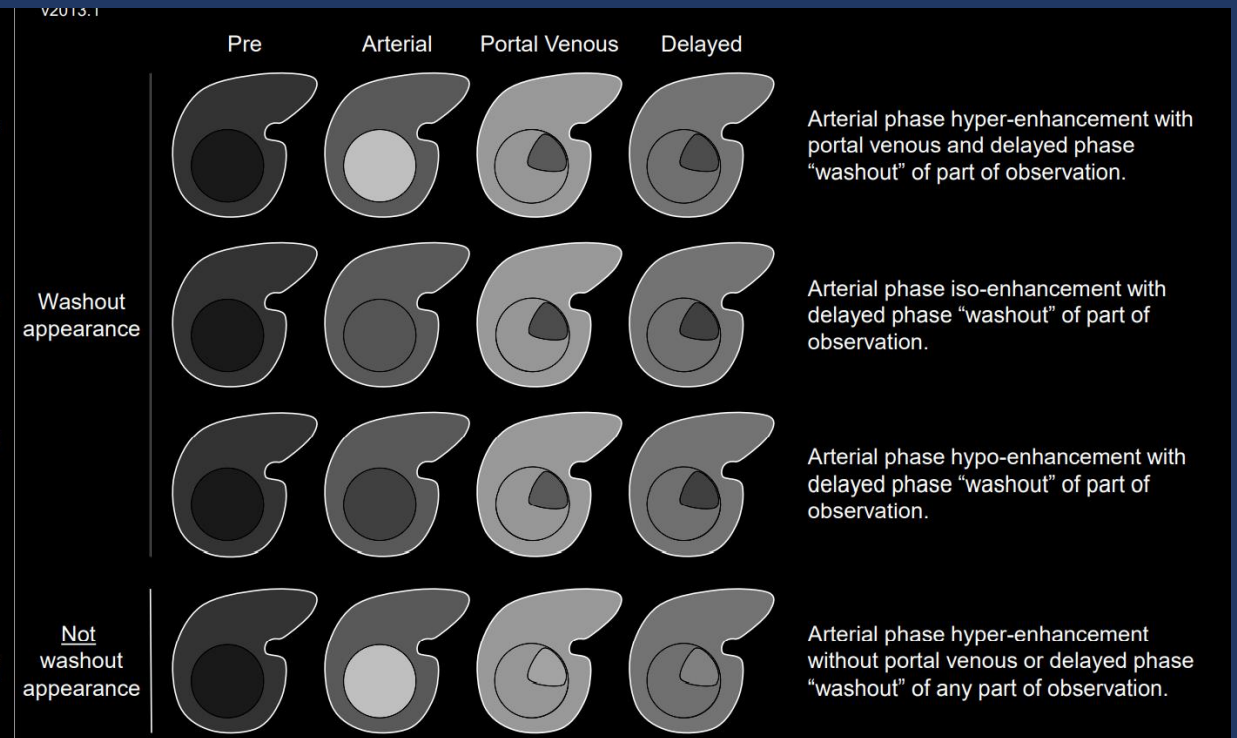 v2013.1
Pre Arterial Portal Venous Delayed
Arterial phase hyper-enhancement with
portal venous and delayed phase
“washout” of part of observation.
Washout
appearance
Arterial phase iso-enhancement with
delayed phase “washout” of part of
observation.
Arterial phase hypo-enhancement with
delayed phase “washout” of part of
observation.
Not
washout
appearance
Arterial phase hyper-enhancement
without portal venous or delayed phase
“washout” of any part of observation.